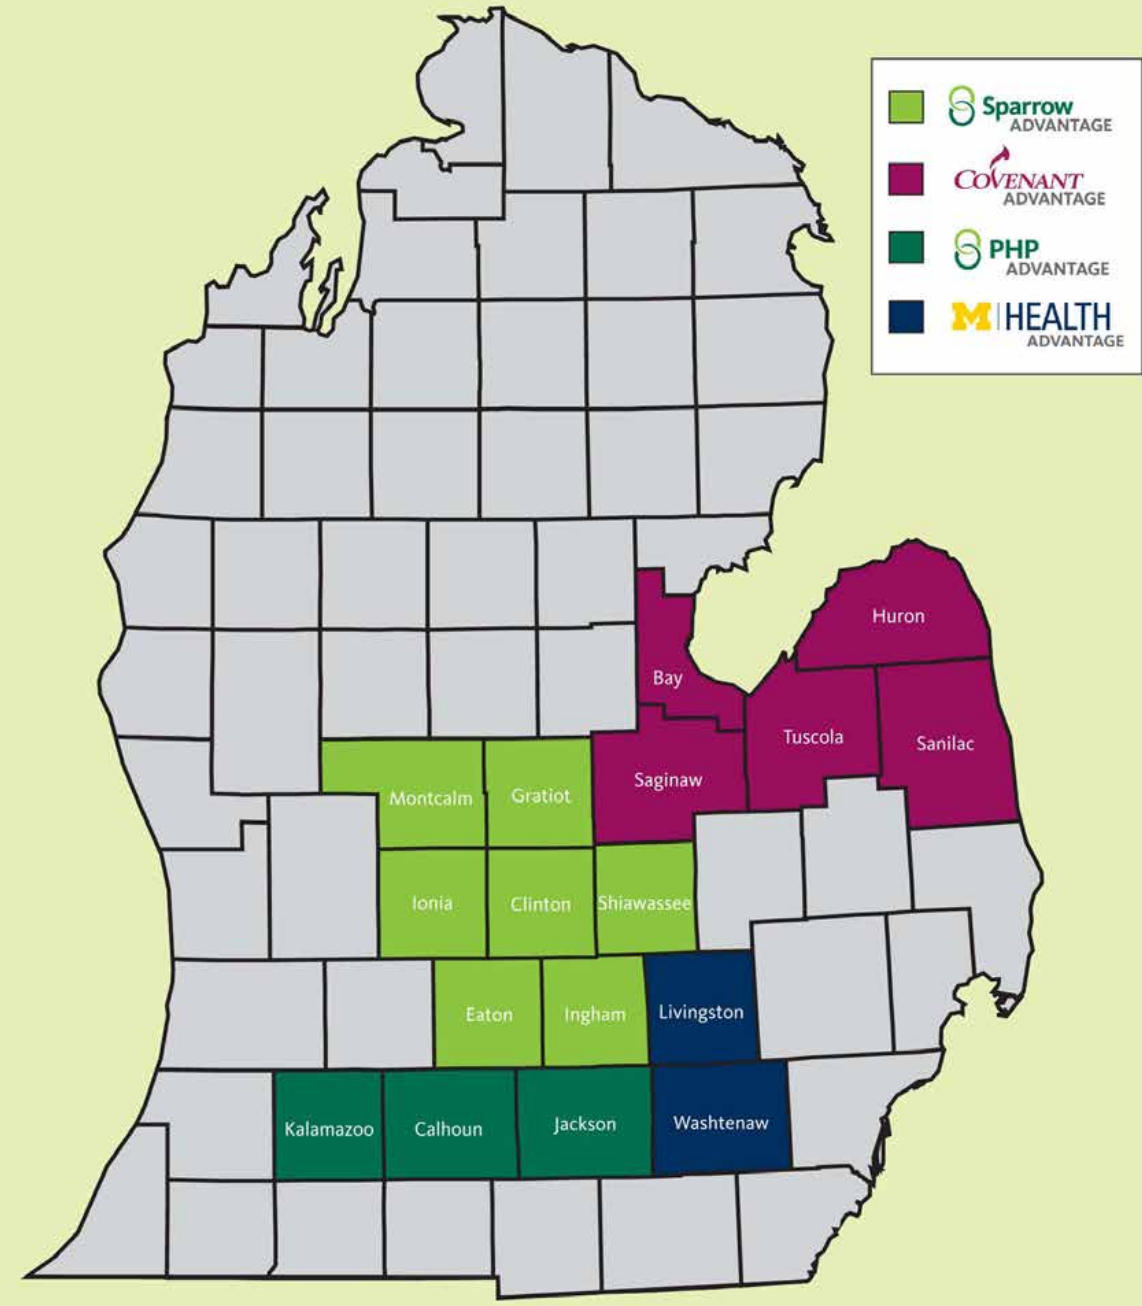 Sparrow
ADVANTAGE
COVENANT
ADVANTAGE
PHP
ADVANTAGE
M | HEALTH
ADVANTAGE
Huron
Bay
Tuscola
Sanilac
Saginaw
Montcalm
Gratiot
Ionia
Clinton
Shiawassee
Eaton
Ingham
Livingston
Kalamazoo
Calhoun
Jackson
Washtenaw